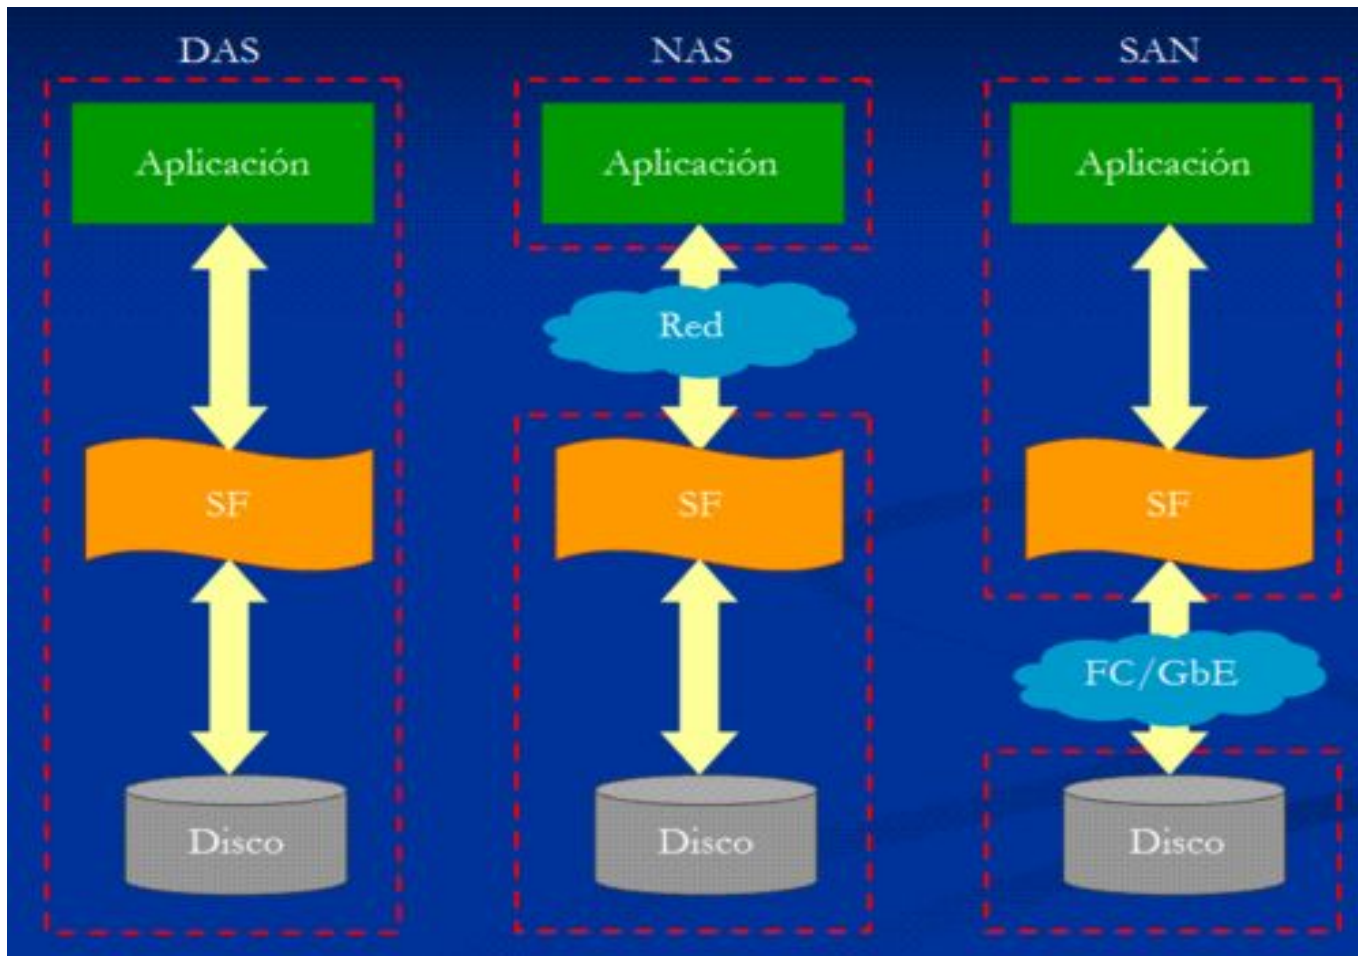 DAS
Aplicación
SF
Disco
NAS
Aplicación
Red
SF
Disco
SAN
Aplicación
SF
FC/GbE
Disco